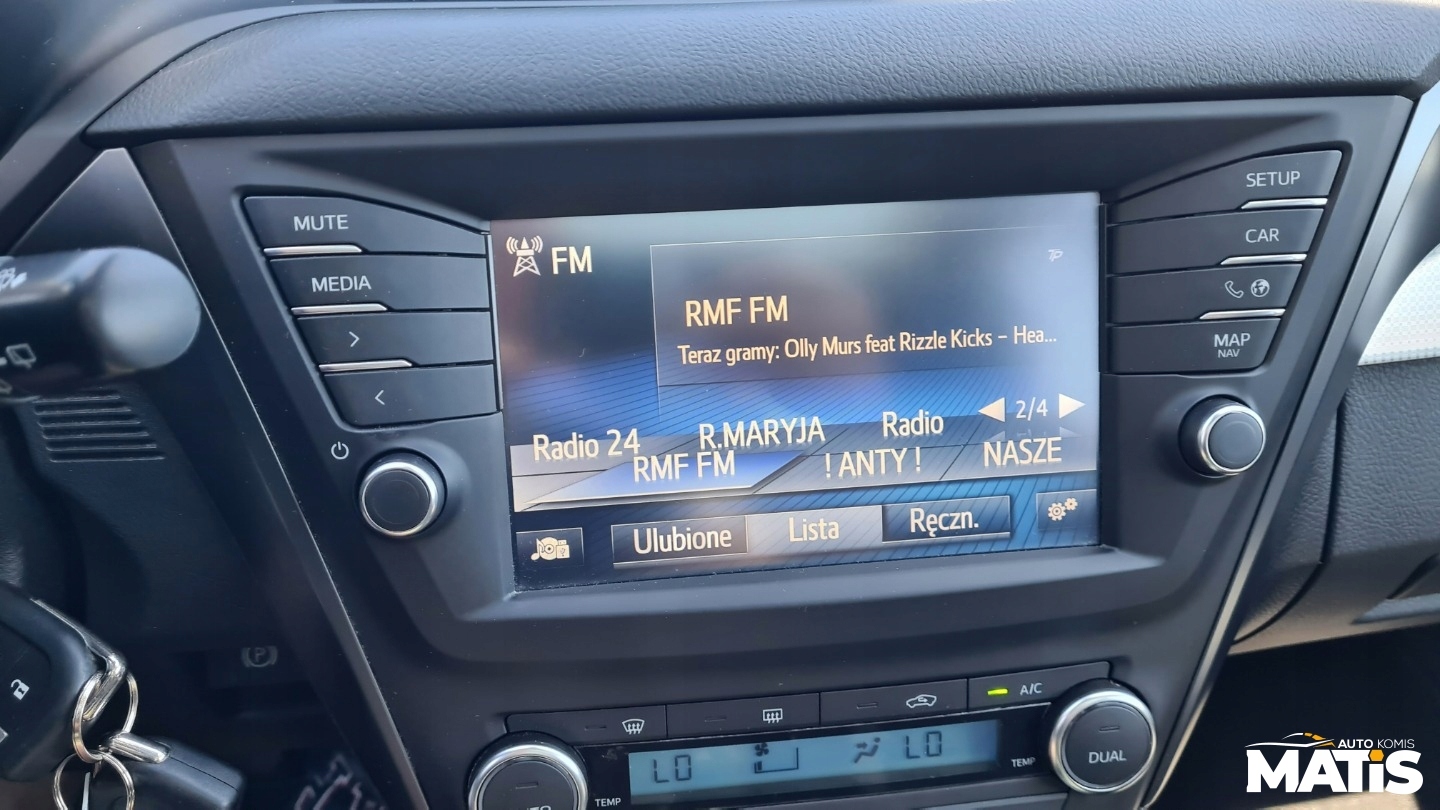 MUTE
MEDIA
SETUP
CAR
MAP
NAV
FM
TP
RMF FM
Teraz gramy: Olly Murs feat Rizzle Kicks – Hea...
2/4
Radio 24
R.MARYJA
Radio
RMF FM
! ANTY !
NASZE
Ulubione
Lista
Ręczn.
A/C
LO
LO
TEMP
TEMP
DUAL
P
AUTO KOMIS
MATiS